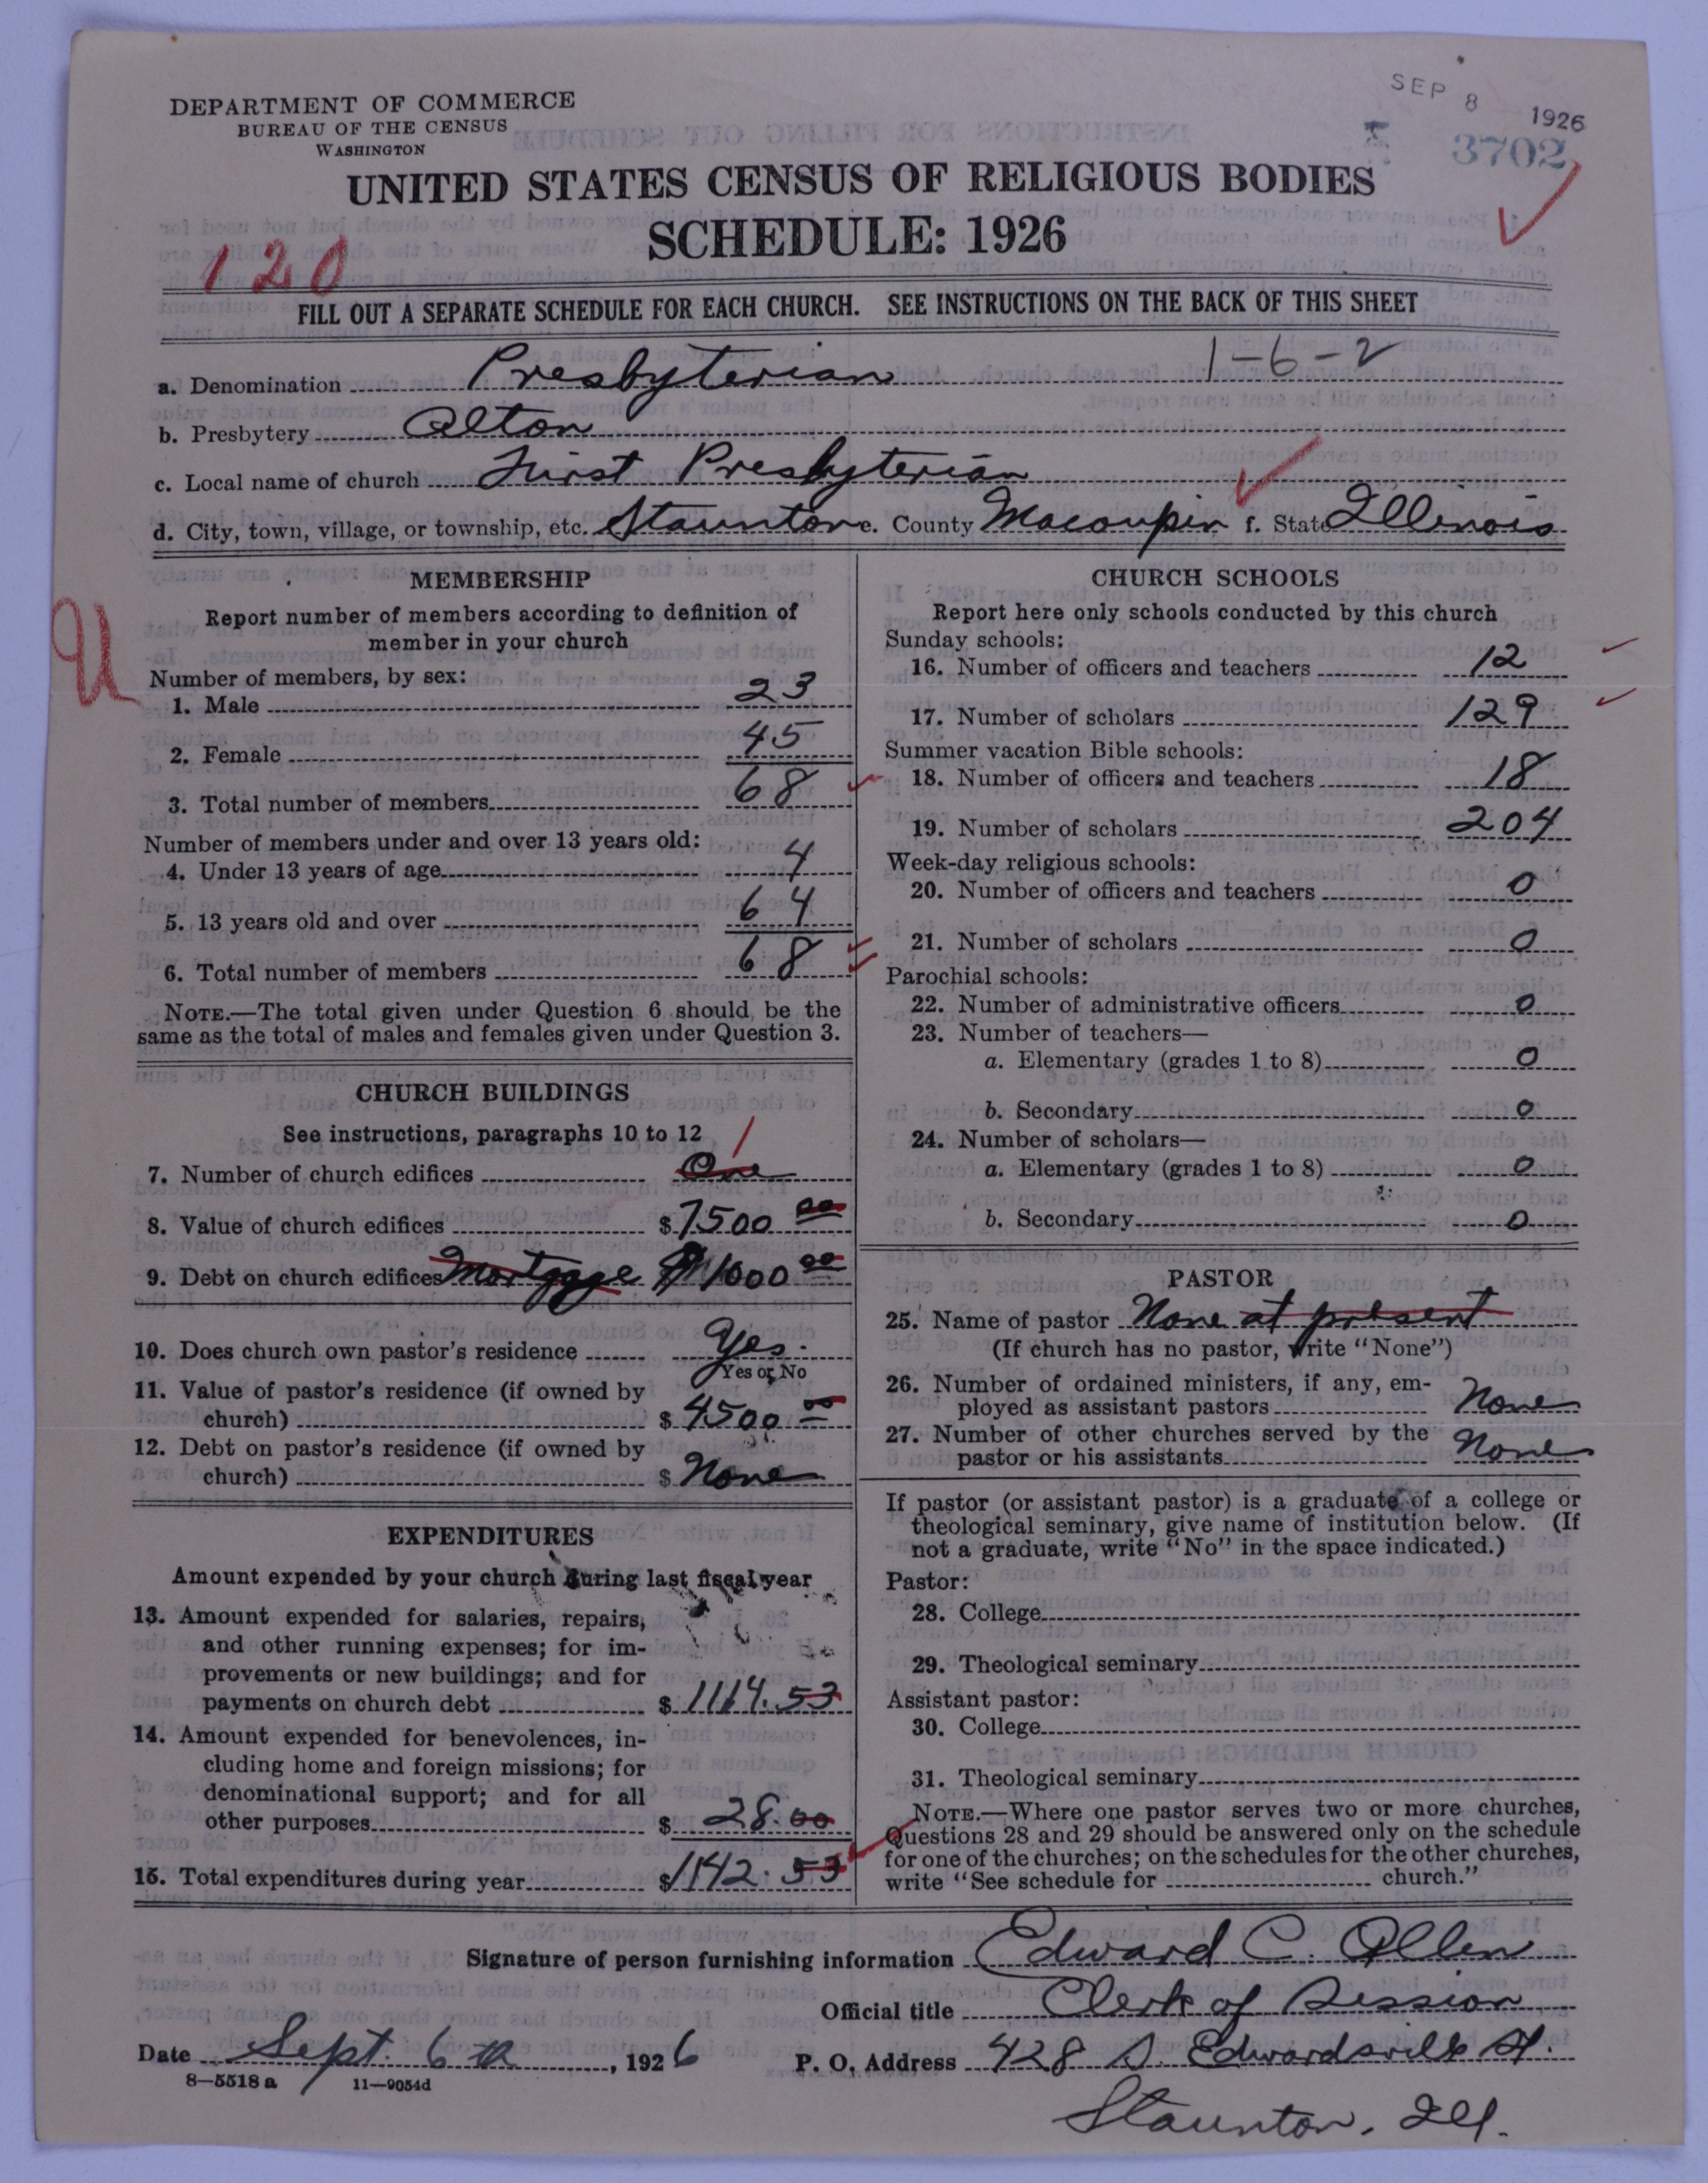 DEPARTMENT OF COMMERCE
BUREAU OF THE CENSUS
WASHINGTON
SEP 8 1926
3702
UNITED STATES CENSUS OF RELIGIOUS BODIES
SCHEDULE: 1926
120
FILL OUT A SEPARATE SCHEDULE FOR EACH CHURCH. SEE INSTRUCTIONS ON THE BACK OF THIS SHEET
a. Denomination Presbyterian 1-6-2
b. Presbytery Alton
c. Local name of church First Presbyterian
d. City, town, village, or township, etc. Staunton e. County Macoupin f. State Illinois
U
MEMBERSHIP
Report number of members according to definition of
member in your church
Number of members, by sex:
1. Male 23
2. Female 45
3. Total number of members 68
Number of members under and over 13 years old:
4. Under 13 years of age 4
5. 13 years old and over 64
6. Total number of members 68
NOTE.—The total given under Question 6 should be the
same as the total of males and females given under Question 3.
CHURCH BUILDINGS
See instructions, paragraphs 10 to 12
7. Number of church edifices One 1
8. Value of church edifices $7500 00
9. Debt on church edifices Mortgage $1000 00
10. Does church own pastor's residence Yes.
Yes or No
11. Value of pastor's residence (if owned by
church) $ 4500 00
12. Debt on pastor's residence (if owned by
church) $ None
EXPENDITURES
Amount expended by your church during last fiscal year
13. Amount expended for salaries, repairs,
and other running expenses; for im-
provements or new buildings; and for
payments on church debt $ 1114.53
14. Amount expended for benevolences, in-
cluding home and foreign missions; for
denominational support; and for all
other purposes $ 28.00
15. Total expenditures during year $1142.53
CHURCH SCHOOLS
Report here only schools conducted by this church
Sunday schools:
16. Number of officers and teachers 12
17. Number of scholars 129
Summer vacation Bible schools:
18. Number of officers and teachers 18
19. Number of scholars 204
Week-day religious schools:
20. Number of officers and teachers 0
21. Number of scholars 0
Parochial schools:
22. Number of administrative officers 0
23. Number of teachers—
a. Elementary (grades 1 to 8) 0
b. Secondary 0
24. Number of scholars—
a. Elementary (grades 1 to 8) 0
b. Secondary 0
PASTOR
25. Name of pastor None at present
(If church has no pastor, write "None")
26. Number of ordained ministers, if any, em-
ployed as assistant pastors None
27. Number of other churches served by the
pastor or his assistants None
If pastor (or assistant pastor) is a graduate of a college or
theological seminary, give name of institution below. (If
not a graduate, write "No" in the space indicated.)
Pastor:
28. College
29. Theological seminary
Assistant pastor:
30. College
31. Theological seminary
NOTE.—Where one pastor serves two or more churches,
Questions 28 and 29 should be answered only on the schedule
for one of the churches; on the schedules for the other churches,
write "See schedule for church."
Signature of person furnishing information Edward C. Allen
Official title Clerk of Session
Date Sept. 6 th, 1926 P. O. Address 428 S. Edwardsville St.
8—5518 a 11—9054d
Staunton, Ill.